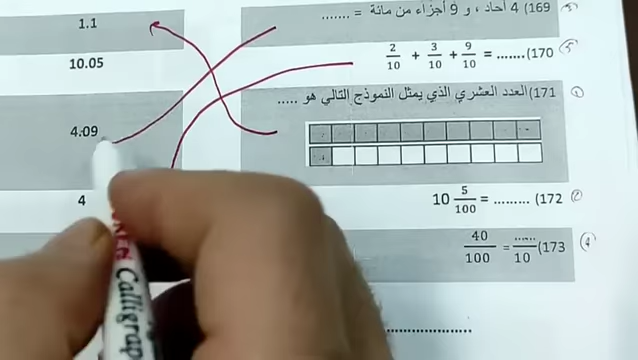 169) 4 آحاد ، و 9 أجزاء من مائة = .......
1.1
170) 2/10 + 3/10 + 9/10 = .......
10.05
171) العدد العشري الذي يمثل النموذج التالي هو .....
4.09
172) 10 5/100 = .........
4
173) 40/100 = ....../10
Calligrap